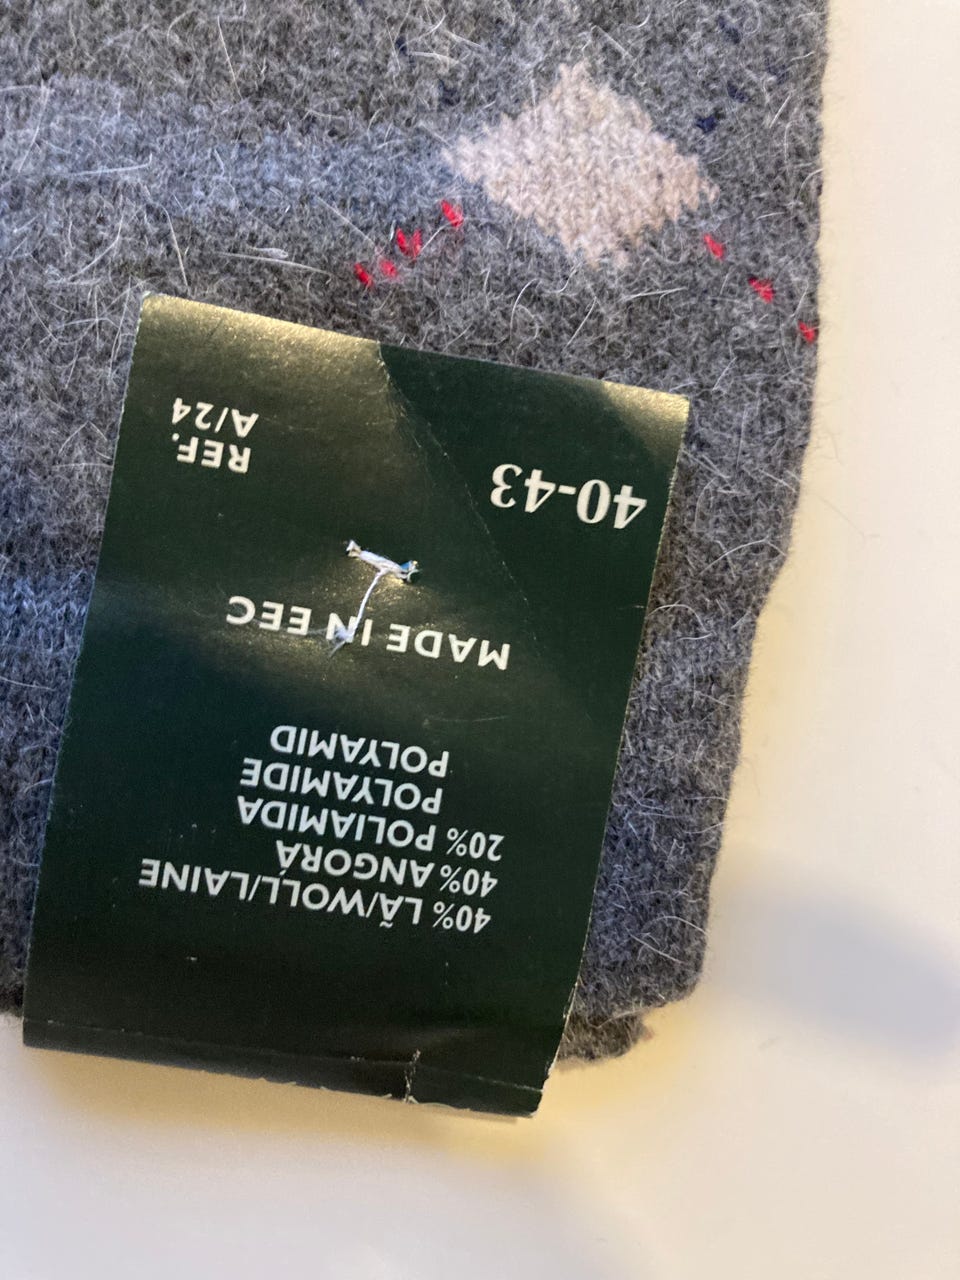 40% LÃ/WOLL/LAINE
40% ANGORÁ
20% POLIAMIDA
POLYAMIDE
POLYAMID
MADE IN EEC
40-43
REF.
A/24